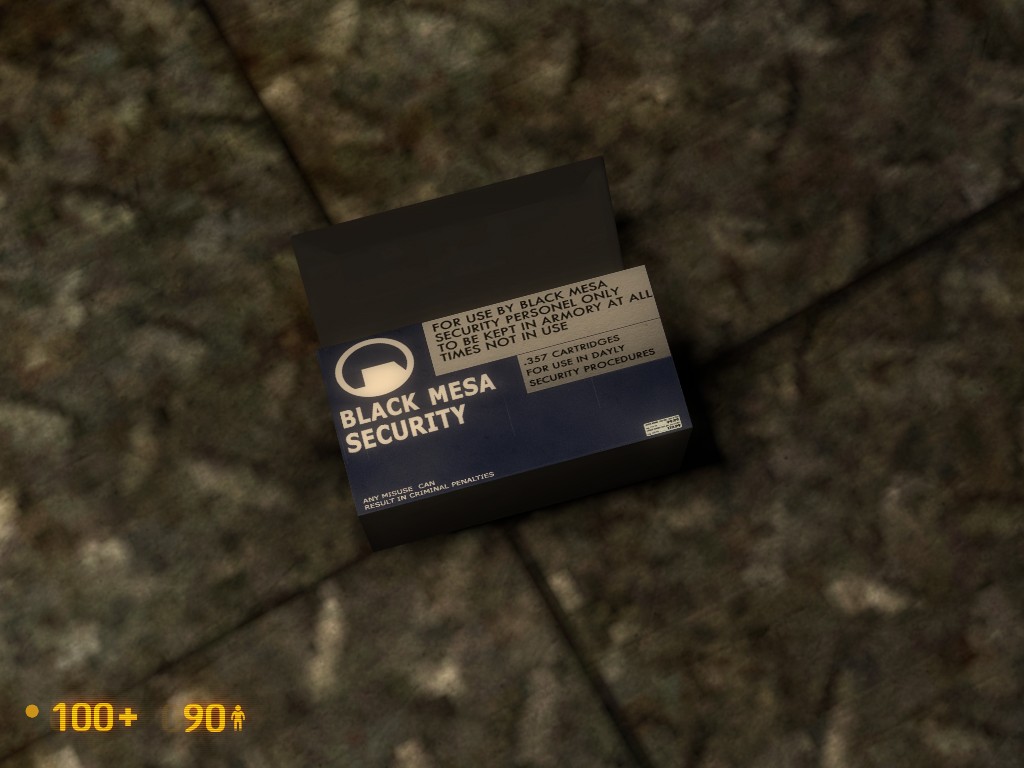 FOR USE BY BLACK MESA
SECURITY PERSONEL ONLY
TO BE KEPT IN ARMORY AT ALL
TIMES NOT IN USE
.357 CARTRIDGES
FOR USE IN DAYLY
SECURITY PROCEDURES
BLACK MESA
SECURITY
ANY MISUSE CAN
RESULT IN CRIMINAL PENALTIES
100+ 90